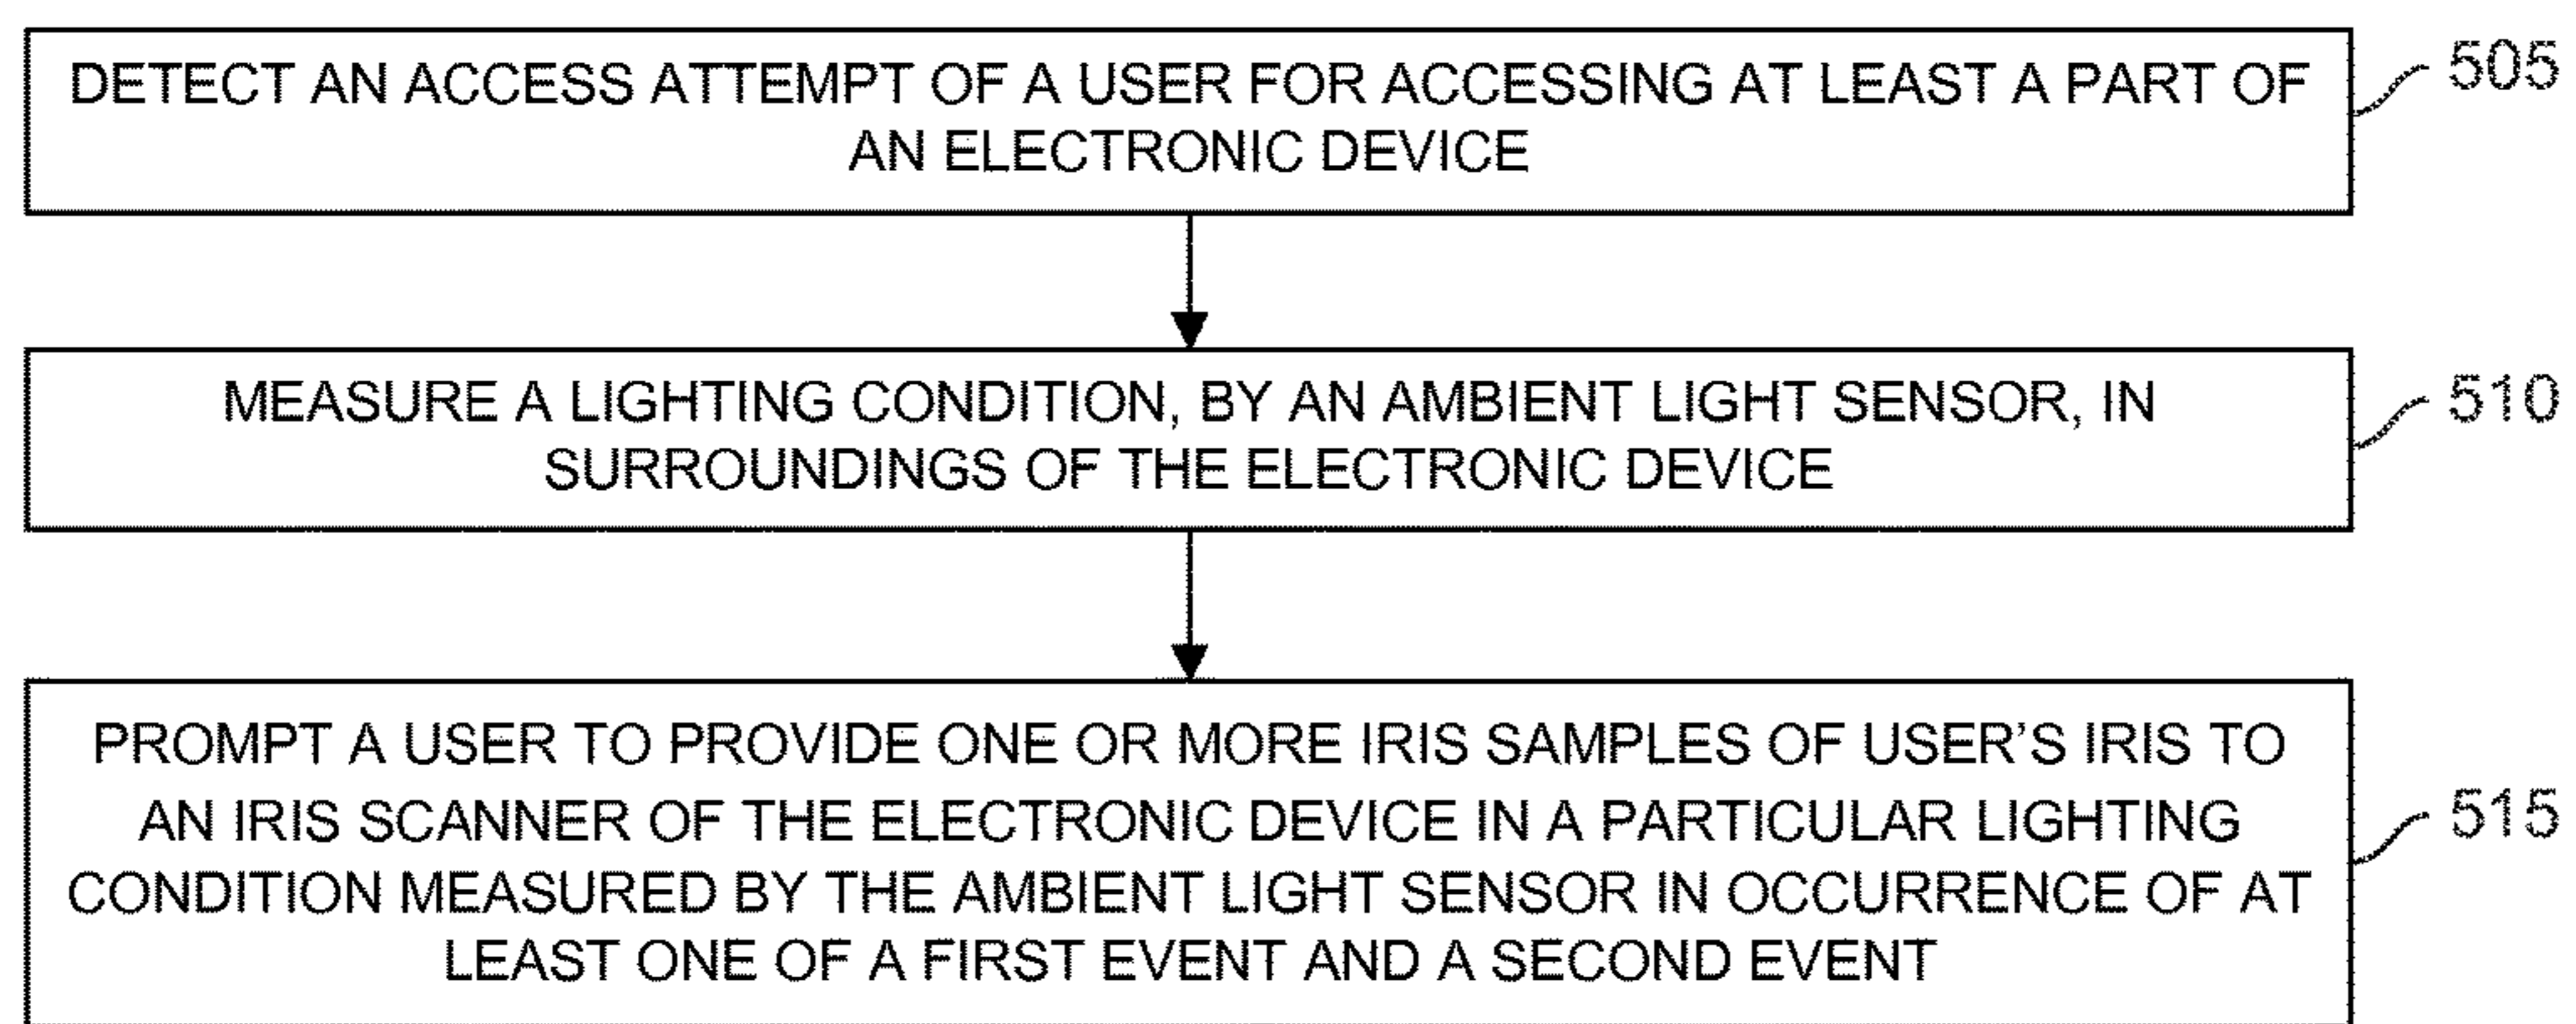 DETECT AN ACCESS ATTEMPT OF A USER FOR ACCESSING AT LEAST A PART OF
AN ELECTRONIC DEVICE
505
MEASURE A LIGHTING CONDITION, BY AN AMBIENT LIGHT SENSOR, IN
SURROUNDINGS OF THE ELECTRONIC DEVICE
510
PROMPT A USER TO PROVIDE ONE OR MORE IRIS SAMPLES OF USER'S IRIS TO
AN IRIS SCANNER OF THE ELECTRONIC DEVICE IN A PARTICULAR LIGHTING
CONDITION MEASURED BY THE AMBIENT LIGHT SENSOR IN OCCURRENCE OF AT
LEAST ONE OF A FIRST EVENT AND A SECOND EVENT
515